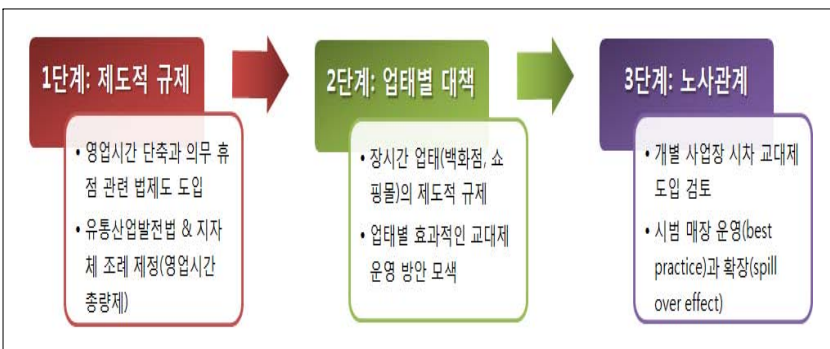 1단계: 제도적 규제
• 영업시간 단축과 의무 휴
점 관련 법제도 도입
• 유통산업발전법 & 지자
체 조례 제정(영업시간
총량제)
2단계: 업태별 대책
• 장시간 업태(백화점, 쇼
핑몰)의 제도적 규제
• 업태별 효과적인 교대제
운영 방안 모색
3단계: 노사관계
• 개별 사업장 시차 교대제
도입 검토
• 시범 매장 운영(best
practice)과 확장(spill
over effect)